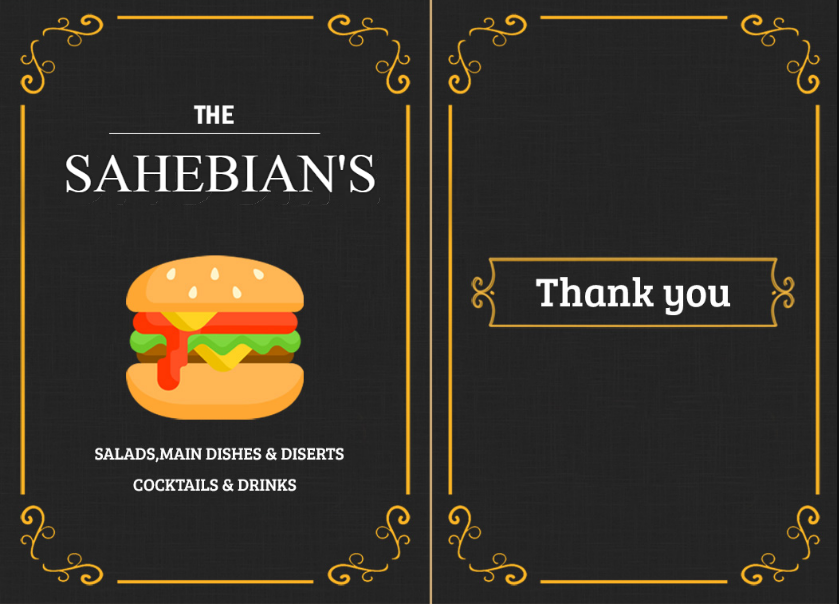 THE
SAHEBIAN'S
SALADS,MAIN DISHES & DISERTS
COCKTAILS & DRINKS
Thank you